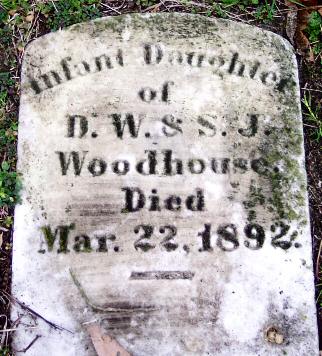 Infant Daughter
of
D. W. & S. J.
Woodhouse.
Died
Mar. 22, 1892.